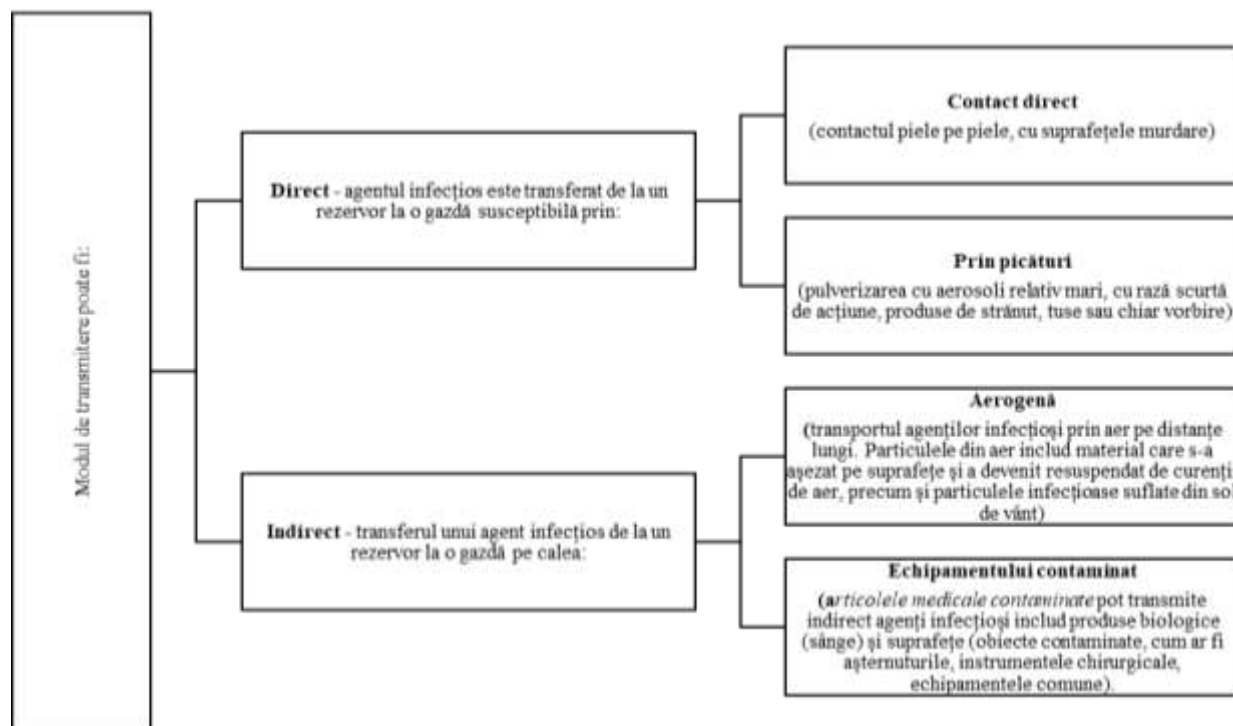 Modul de transmitere poate fi:
Direct - agentul infecțios este transferat de la un
rezervor la o gazdă susceptibilă prin:
Contact direct
(contactul piele pe piele, cu suprafețele murdare)
Prin picături
(pulverizarea cu aerosoli relativ mari, cu rază scurtă
de acțiune, produse de strănut, tuse sau chiar vorbire)
Indirect - transferul unui agent infecțios de la un
rezervor la o gazdă pe calea:
Aerogenă
(transportul agenților infecțioși prin aer pe distanțe
lungi. Particulele din aer includ material care s-a
așezat pe suprafețe și a devenit resuspendat de curenții
de aer, precum și particulele infecțioase suflate din sol
de vânt)
Echipamentului contaminat
(articolele medicale contaminate pot transmite
indirect agenți infecțioși includ produse biologice
(sânge) și suprafețe (obiecte contaminate, cum ar fi
așternuturile, instrumentele chirurgicale,
echipamentele comune).